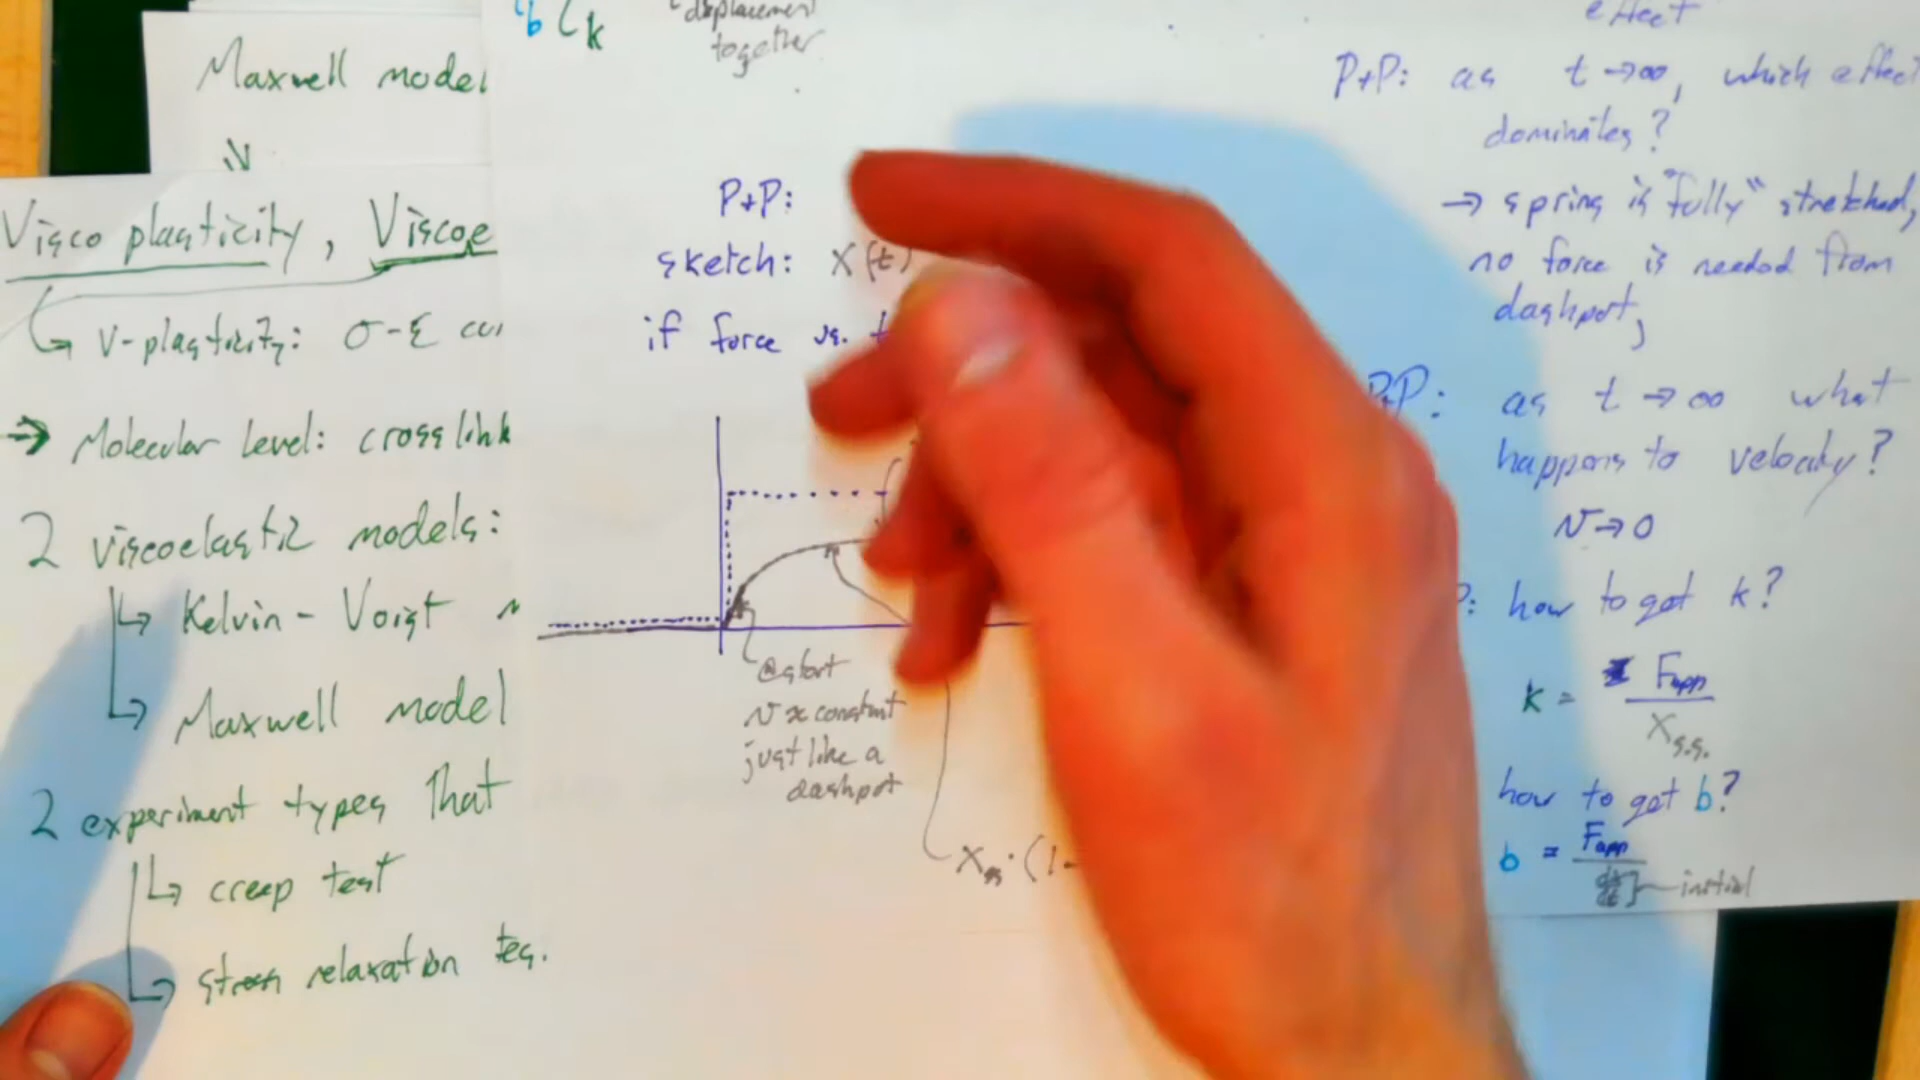 Maxwell model
Visco plasticity, Viscoe
v-plasticity: σ-ε cu
→ Molecular Level: crosslink
2 viscoelastic models:
Kelvin-Voigt
Maxwell model
2 experiment types that
creep test
stress relaxation tes.
b k
displacement
together
P+P:
sketch: x(t)
if force vs. t
@start
v ≈ constant
just like a
dashpot
Xss·(1-
effect
P+P: as t→∞, which effect
dominates?
→ spring is "fully" stretched,
no force is needed from
dashpot,
P+P: as t→∞ what
happens to velocity?
v→0
: how to get k?
k = Fapp
Xs.s.
how to get b?
b = Fapp
dx
dt ] initial